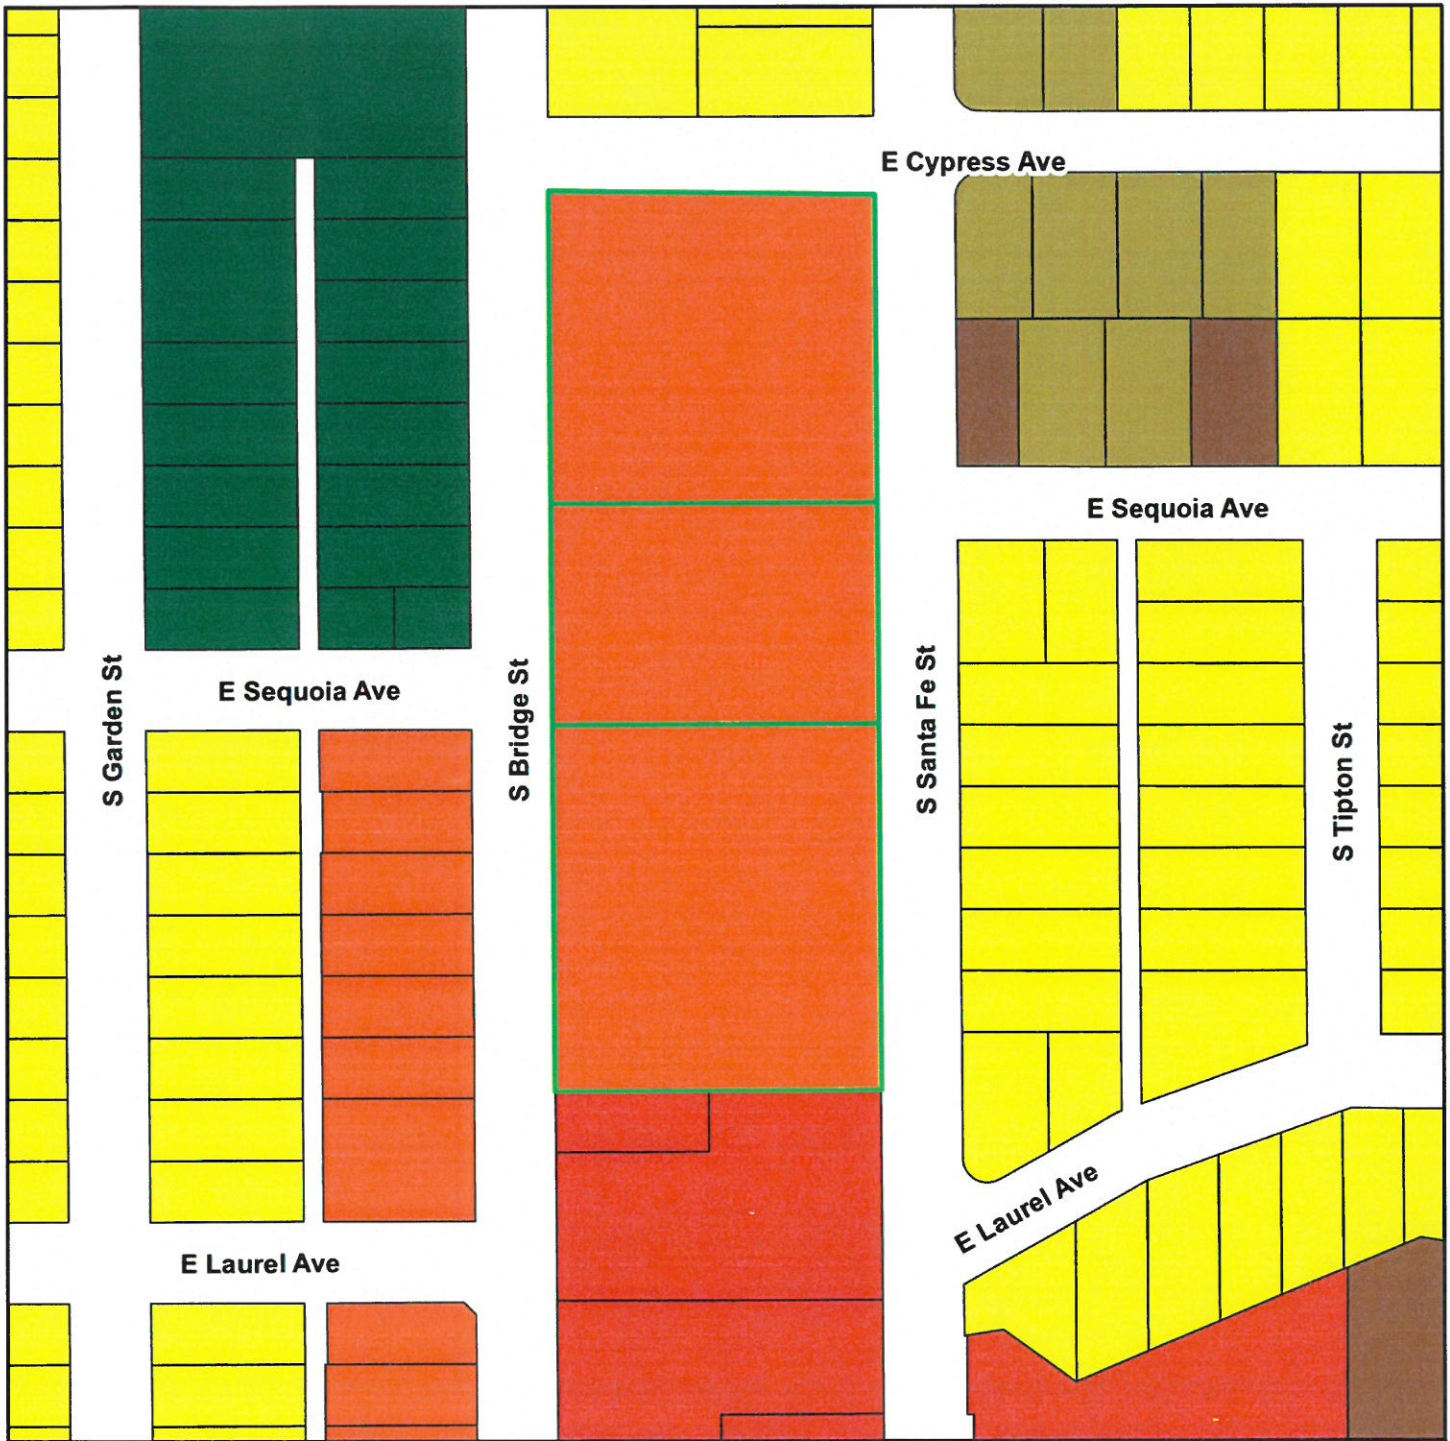 E Cypress Ave
E Sequoia Ave
S Garden St
E Sequoia Ave
S Bridge St
S Santa Fe St
S Tipton St
E Laurel Ave
E Laurel Ave